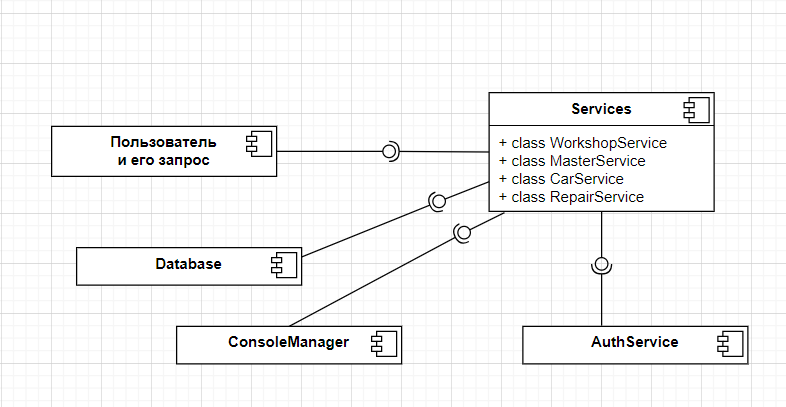 Services
+ class WorkshopService
+ class MasterService
+ class CarService
+ class RepairService
Пользователь
и его запрос
Database
ConsoleManager
AuthService